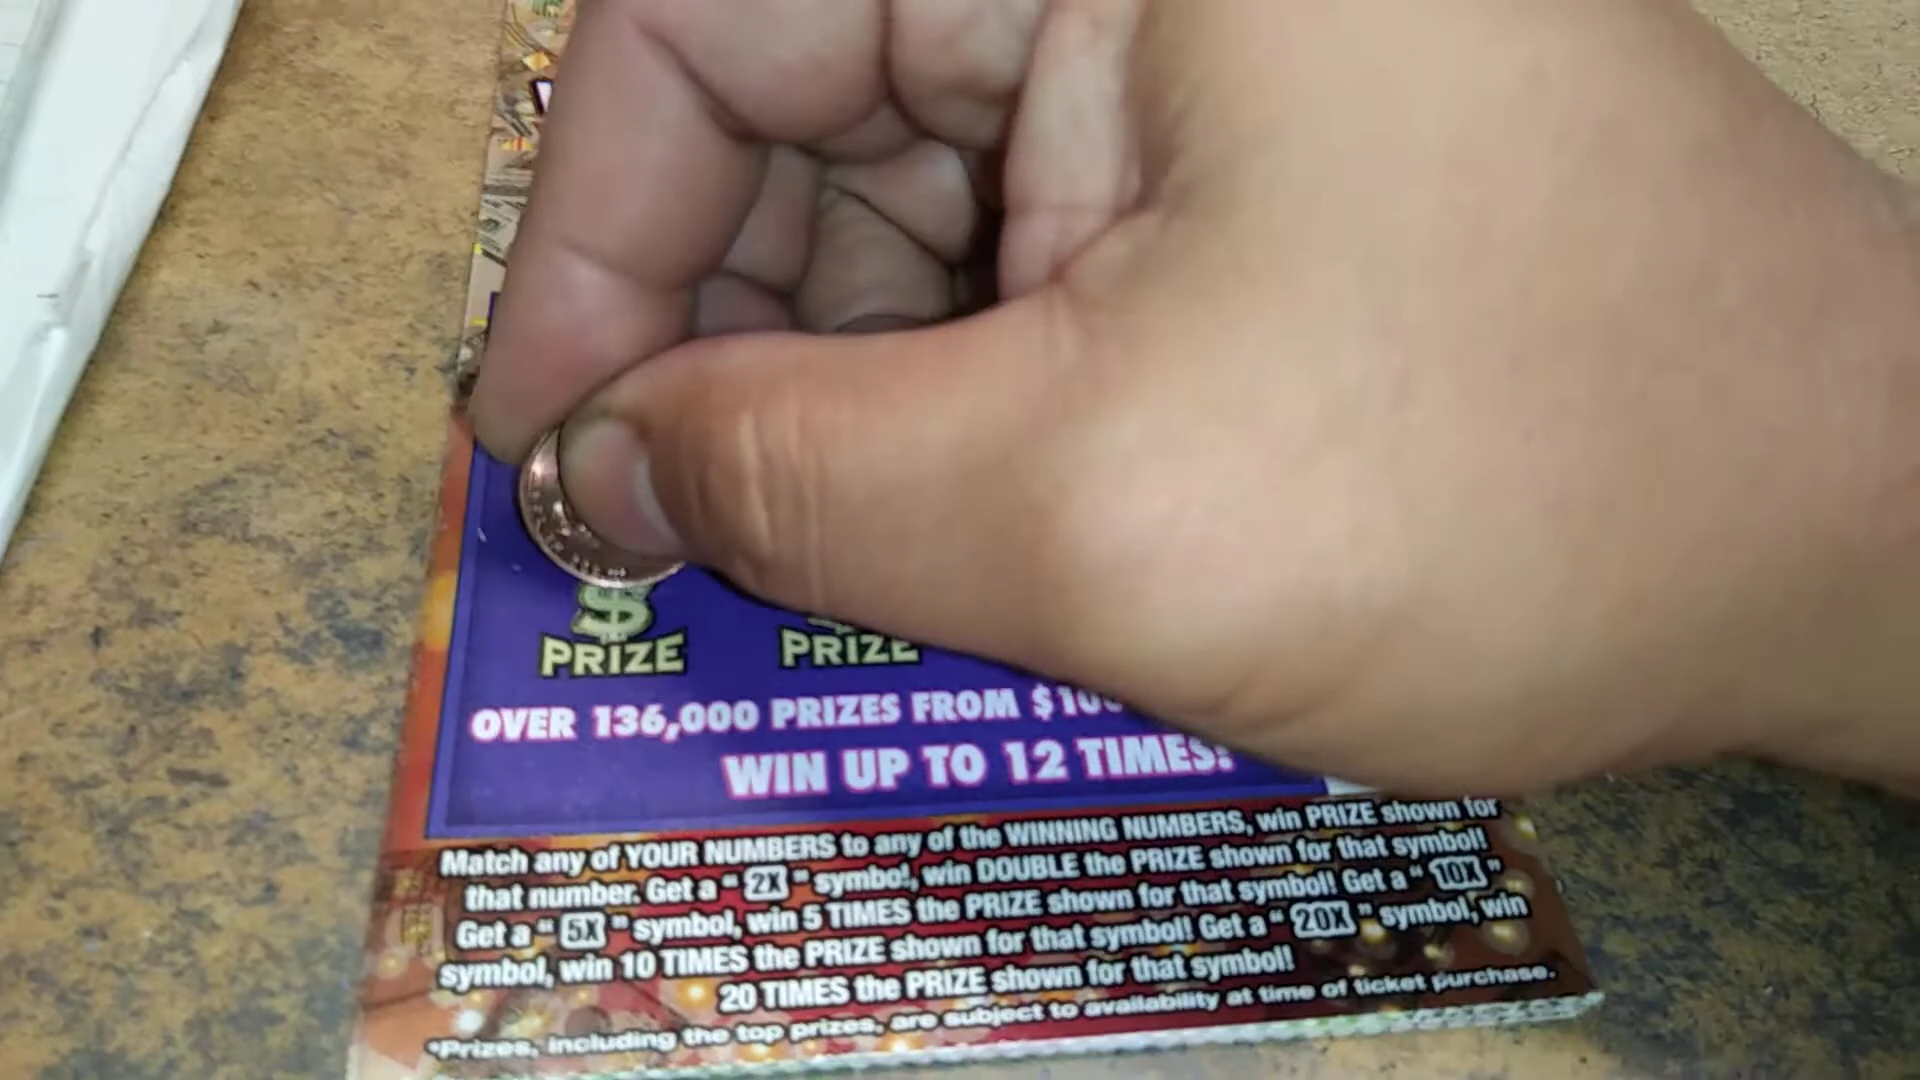 $ 
PRIZE PRIZE
OVER 136,000 PRIZES FROM
WIN UP TO 12 TIMES!
Match any of YOUR NUMBERS to any of the WINNING NUMBERS, win PRIZE shown for
that number. Get a "2X" symbol, win DOUBLE the PRIZE shown for that symbol!
Get a "5X" symbol, win 5 TIMES the PRIZE shown for that symbol! Get a "10X"
symbol, win 10 TIMES the PRIZE shown for that symbol! Get a "20X" symbol, win
20 TIMES the PRIZE shown for that symbol!
*Prizes, including the top prizes, are subject to availability at time of ticket purchase.